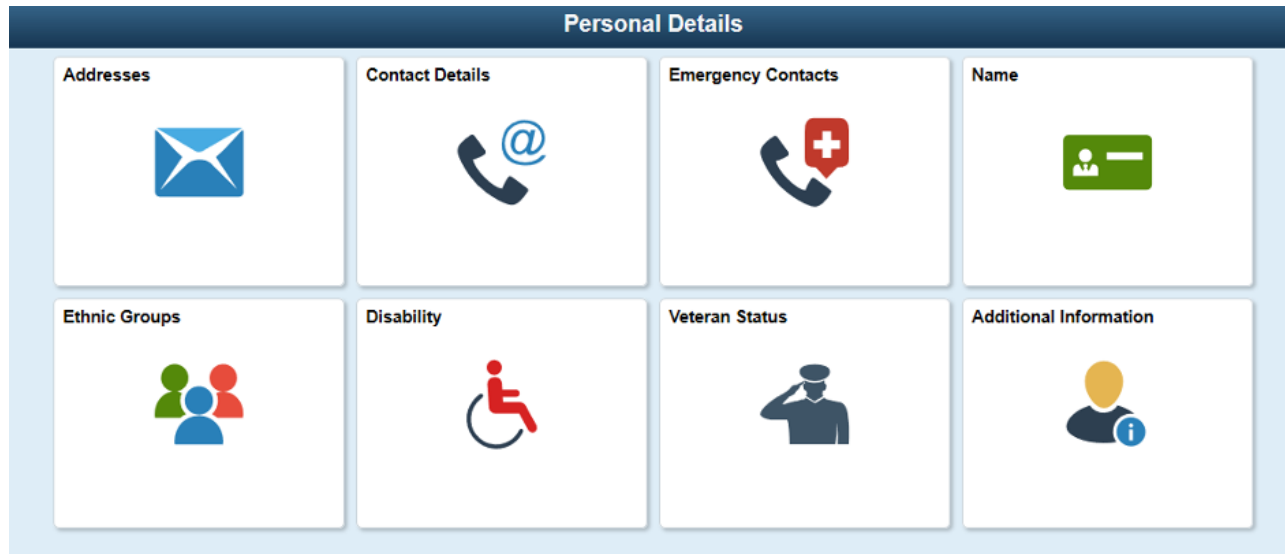 Personal Details
Addresses
Contact Details
Emergency Contacts
Name
@
Ethnic Groups
Disability
Veteran Status
Additional Information
i